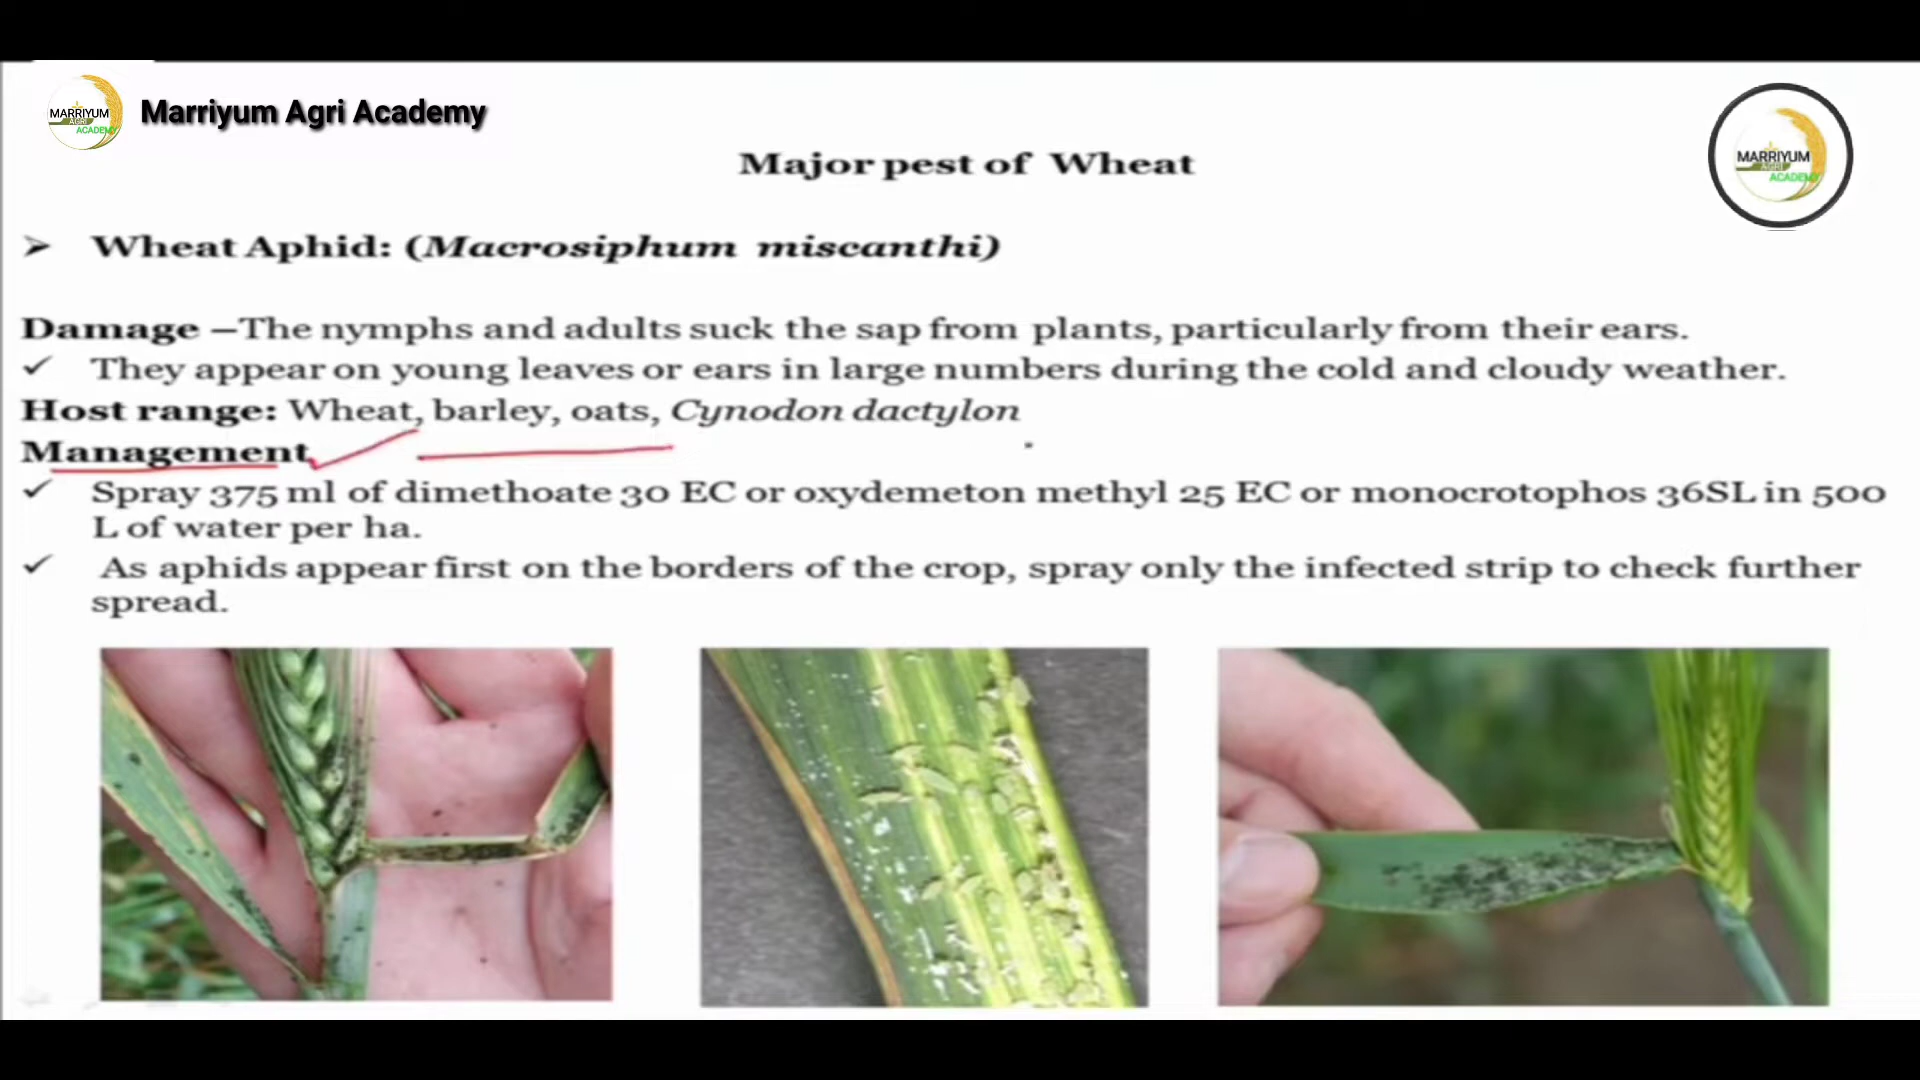 MARRIYUM
AGRI
ACADEMY
Marriyum Agri Academy
MARRIYUM
AGRI
ACADEMY
Major pest of Wheat
➢ Wheat Aphid: (Macrosiphum miscanthi)
Damage –The nymphs and adults suck the sap from plants, particularly from their ears.
✓ They appear on young leaves or ears in large numbers during the cold and cloudy weather.
Host range: Wheat, barley, oats, Cynodon dactylon
Management
✓ Spray 375 ml of dimethoate 30 EC or oxydemeton methyl 25 EC or monocrotophos 36SL in 500
L of water per ha.
✓ As aphids appear first on the borders of the crop, spray only the infected strip to check further
spread.